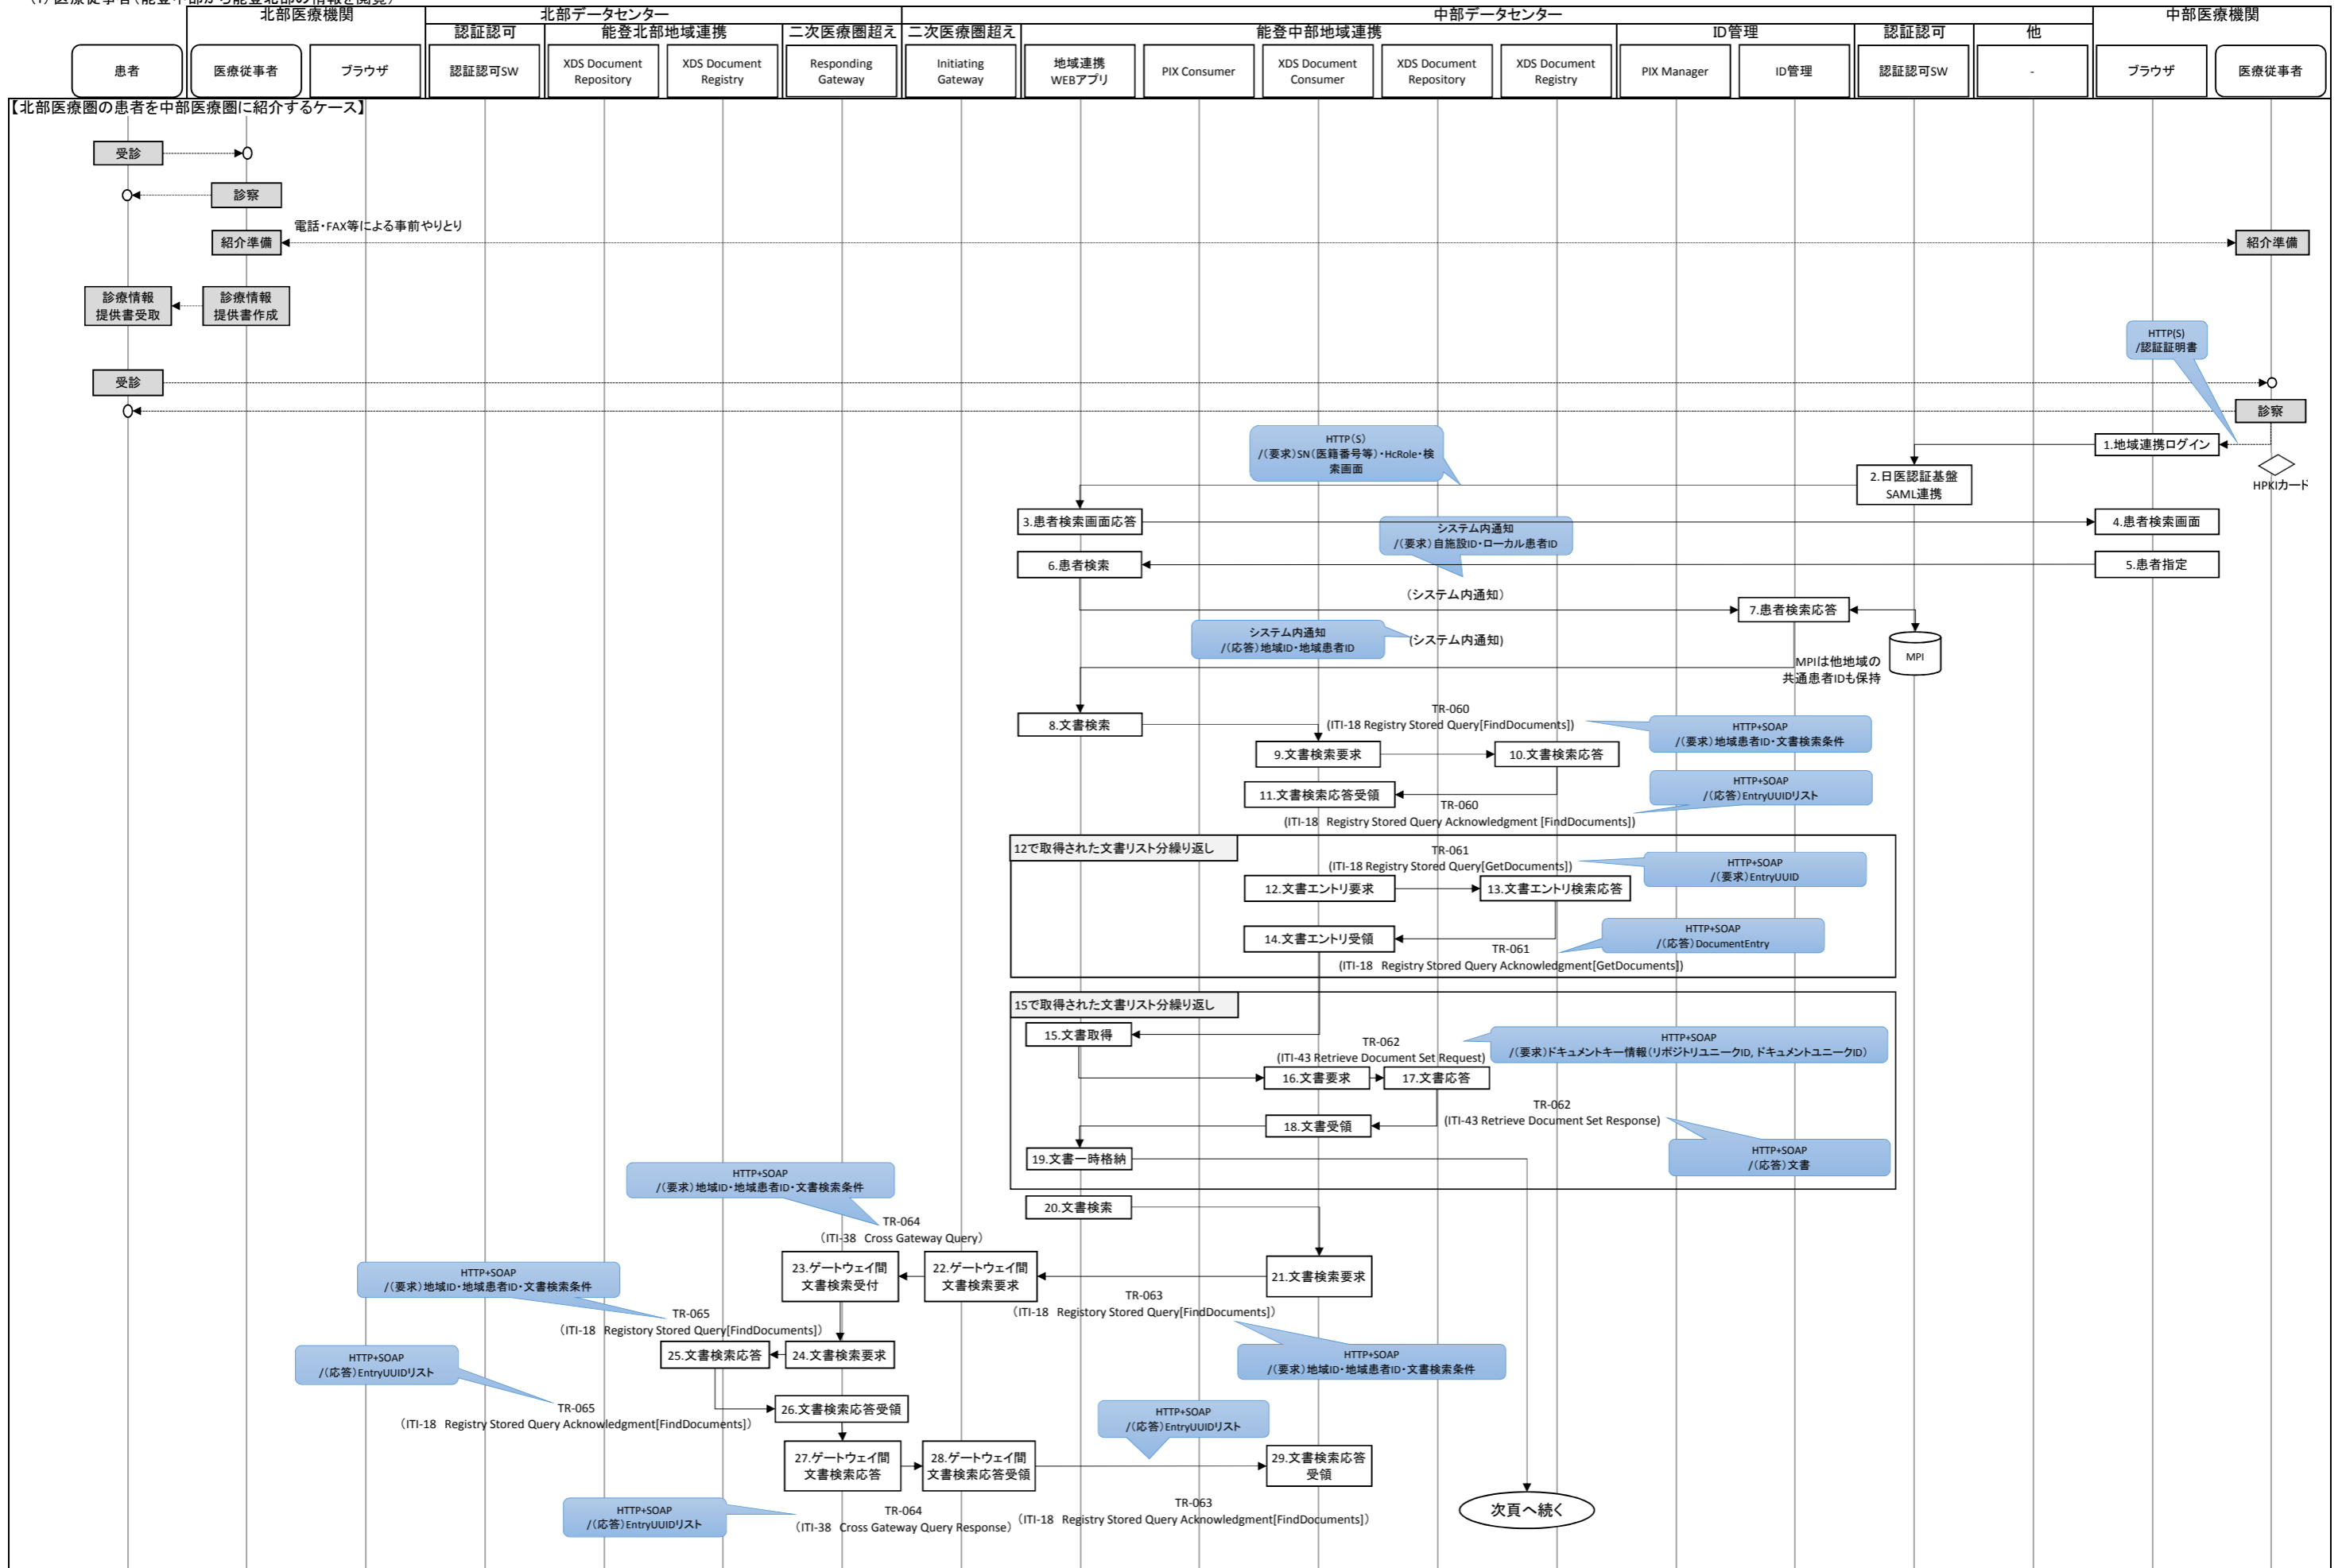 (1) 医療従事者(能登中部から能登北部の情報を閲覧)
北部医療機関
北部データセンター
中部データセンター
中部医療機関
認証認可
能登北部地域連携
二次医療圏超え
二次医療圏超え
能登中部地域連携
ID管理
認証認可
他
患者
医療従事者
ブラウザ
認証認可SW
XDS Document
Repository
XDS Document
Registry
Responding
Gateway
Initiating
Gateway
地域連携
WEBアプリ
PIX Consumer
XDS Document
Consumer
XDS Document
Repository
XDS Document
Registry
PIX Manager
ID管理
認証認可SW
-
ブラウザ
医療従事者
【北部医療圏の患者を中部医療圏に紹介するケース】
受診
診察
電話・FAX等による事前やりとり
紹介準備
紹介準備
診療情報
提供書受取
診療情報
提供書作成
HTTP(S)
/認証証明書
受診
診察
HTTP(S)
/(要求)SN(医籍番号等)・HcRole・検
索画面
1.地域連携ログイン
2.日医認証基盤
SAML連携
HPKIカード
3.患者検索画面応答
システム内通知
/(要求)自施設ID・ローカル患者ID
4.患者検索画面
6.患者検索
5.患者指定
(システム内通知)
7.患者検索応答
システム内通知
/(応答)地域ID・地域患者ID
(システム内通知)
MPI
MPIは他地域の
共通患者IDも保持
8.文書検索
TR-060
(ITI-18 Registry Stored Query[FindDocuments])
HTTP+SOAP
/(要求)地域患者ID・文書検索条件
9.文書検索要求
10.文書検索応答
HTTP+SOAP
/(応答)EntryUUIDリスト
11.文書検索応答受領
TR-060
(ITI-18 Registry Stored Query Acknowledgment [FindDocuments])
12で取得された文書リスト分繰り返し
TR-061
(ITI-18 Registry Stored Query[GetDocuments])
HTTP+SOAP
/(要求)EntryUUID
12.文書エントリ要求
13.文書エントリ検索応答
HTTP+SOAP
/(応答)DocumentEntry
14.文書エントリ受領
TR-061
(ITI-18 Registry Stored Query Acknowledgment[GetDocuments])
15で取得された文書リスト分繰り返し
15.文書取得
TR-062
(ITI-43 Retrieve Document Set Request)
HTTP+SOAP
/(要求)ドキュメントキー情報(リポジトリユニークID, ドキュメントユニークID)
16.文書要求
17.文書応答
TR-062
(ITI-43 Retrieve Document Set Response)
18.文書受領
HTTP+SOAP
/(応答)文書
19.文書一時格納
HTTP+SOAP
/(要求)地域ID・地域患者ID・文書検索条件
20.文書検索
TR-064
(ITI-38 Cross Gateway Query)
23.ゲートウェイ間
文書検索受付
22.ゲートウェイ間
文書検索要求
21.文書検索要求
HTTP+SOAP
/(要求)地域ID・地域患者ID・文書検索条件
TR-063
(ITI-18 Registory Stored Query[FindDocuments])
TR-065
(ITI-18 Registory Stored Query[FindDocuments])
25.文書検索応答
24.文書検索要求
HTTP+SOAP
/(応答)EntryUUIDリスト
HTTP+SOAP
/(要求)地域ID・地域患者ID・文書検索条件
26.文書検索応答受領
TR-065
(ITI-18 Registry Stored Query Acknowledgment[FindDocuments])
HTTP+SOAP
/(応答)EntryUUIDリスト
27.ゲートウェイ間
文書検索応答
28.ゲートウェイ間
文書検索応答受領
29.文書検索応答
受領
HTTP+SOAP
/(応答)EntryUUIDリスト
TR-064
(ITI-38 Cross Gateway Query Response)
TR-063
(ITI-18 Registry Stored Query Acknowledgment[FindDocuments])
次頁へ続く